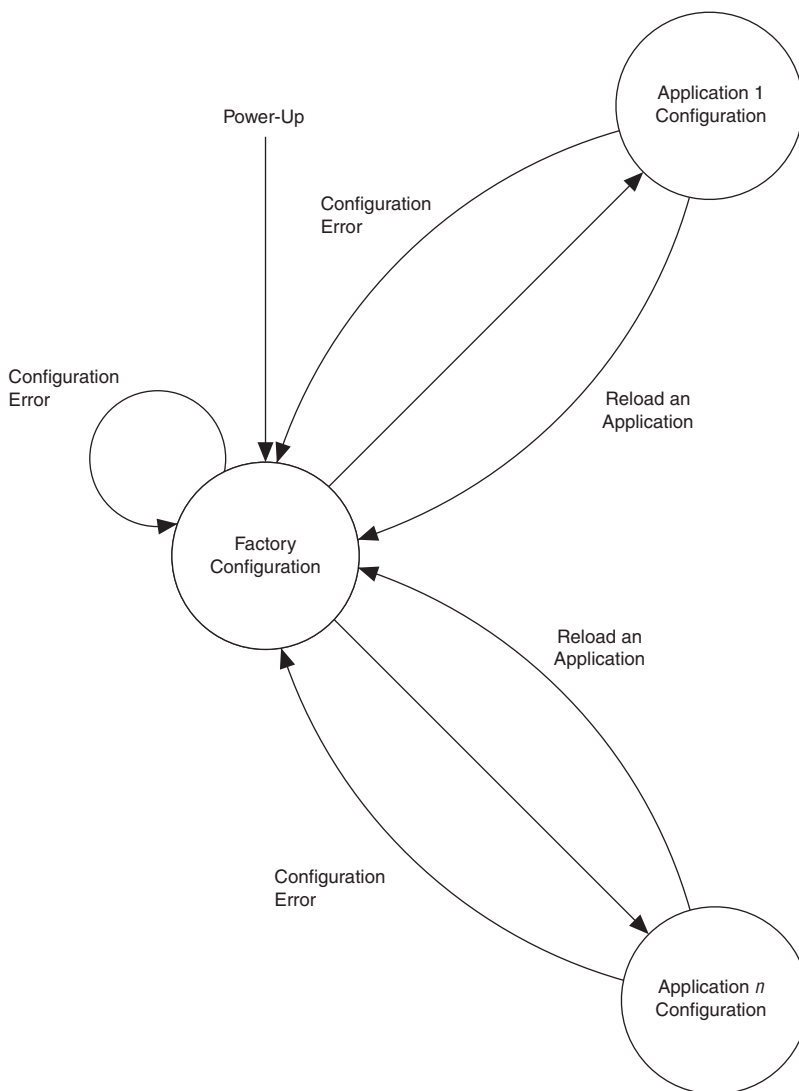 Application 1
Configuration
Power-Up
Configuration
Error
Configuration
Error
Reload an
Application
Factory
Configuration
Reload an
Application
Configuration
Error
Application n
Configuration